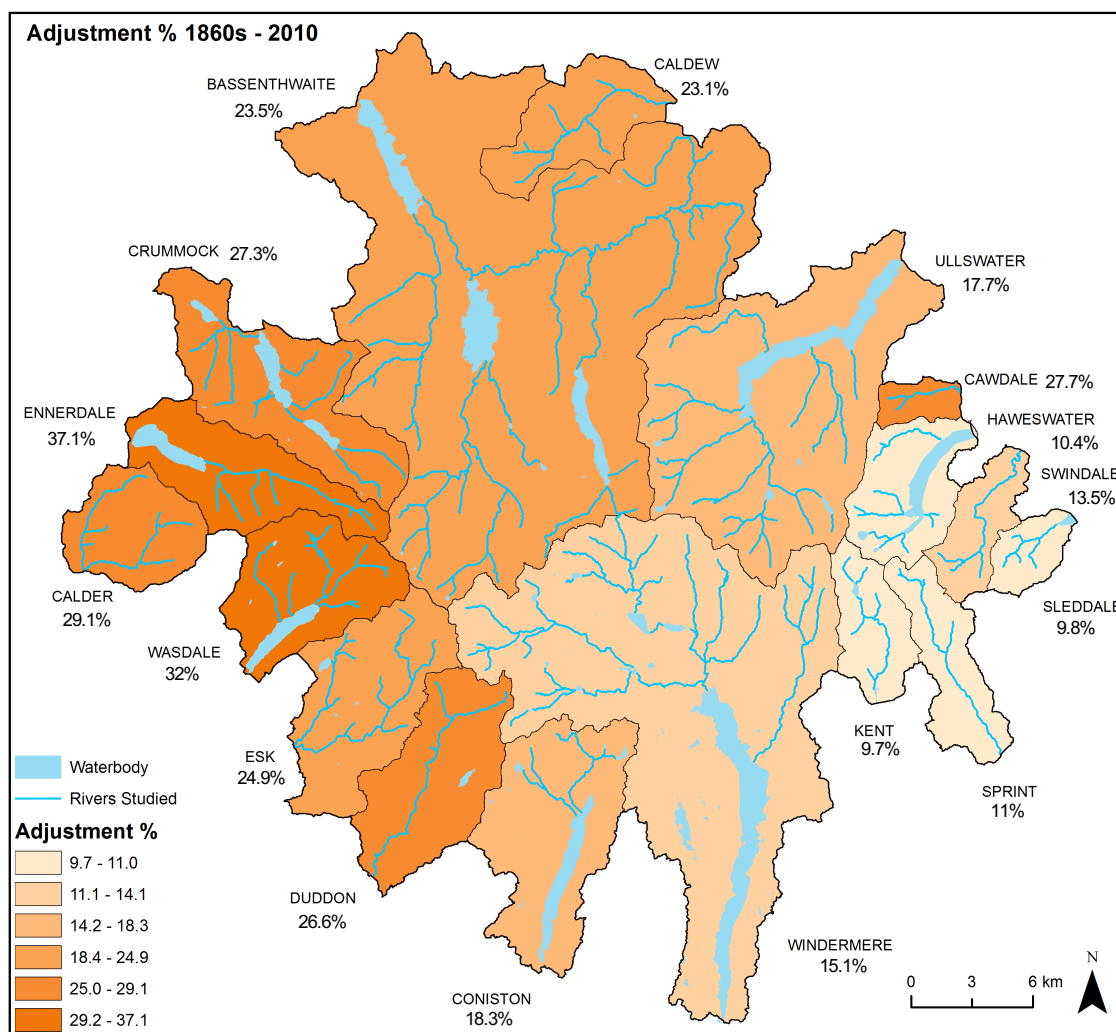 Adjustment % 1860s - 2010
CALDEW
23.1%
BASSENTHWAITE
23.5%
CRUMMOCK 27.3%
ULLSWATER
17.7%
CAWDALE 27.7%
ENNERDALE
37.1%
HAWESWATER
10.4%
SWINDALE
13.5%
CALDER
29.1%
SLEDDALE
9.8%
WASDALE
32%
KENT
9.7%
ESK
24.9%
SPRINT
11%
DUDDON
26.6%
WINDERMERE
15.1%
CONISTON
18.3%
Waterbody
Rivers Studied
Adjustment %
9.7 - 11.0
11.1 - 14.1
14.2 - 18.3
18.4 - 24.9
25.0 - 29.1
29.2 - 37.1
N
0 3 6 km